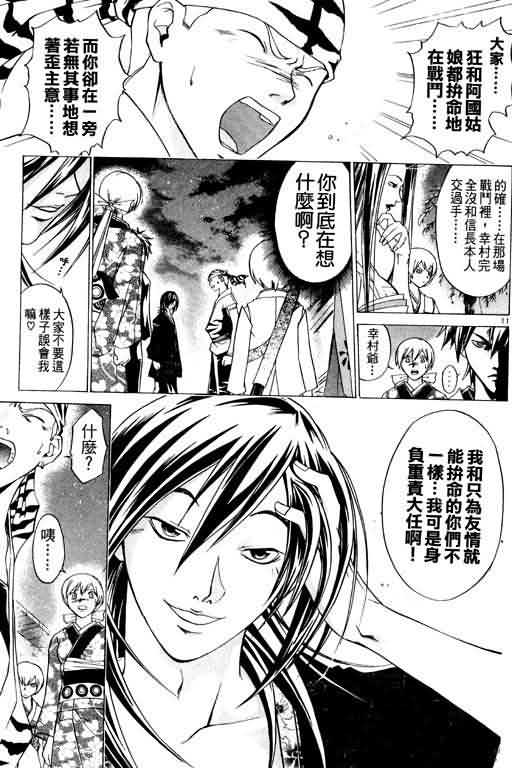 大家……
狂和阿國姑
娘都拚命地
在戰鬥……
而你卻在一旁
若無其事地想
著歪主意……
的確……在那場
戰鬥裡，幸村完
全沒和信長本人
交過手……
11
幸村爺…
……
你到底在想
什麼啊？
呼…
大家不要這
樣子誤會我
嘛♡
我和只為友情就
能拚命的你們不
一樣…我可是身
負重責大任啊！
什麼？
咦……